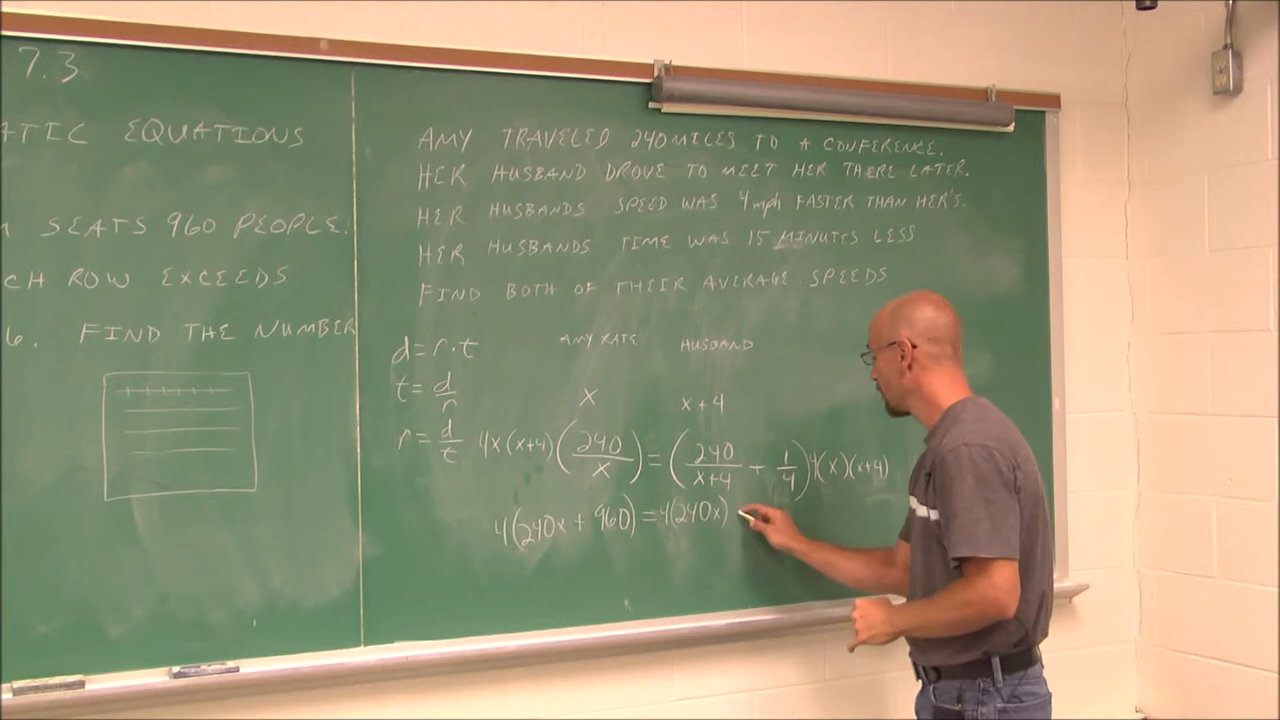 7.3
ATIC EQUATIONS
SEATS 960 PEOPLE.
CH ROW EXCEEDS
6. FIND THE NUMBER
AMY TRAVELED 240 MILES TO A CONFERENCE.
HER HUSBAND DROVE TO MEET HER THERE LATER.
HER HUSBANDS SPEED WAS 4mph FASTER THAN HER'S.
HER HUSBANDS TIME WAS 15 MINUTES LESS
FIND BOTH OF THEIR AVERAGE SPEEDS
d = r·t
t = d/r
r = d/t
AMY RATE HUSBAND
x x+4
4x(x+4)(240/x) = (240/(x+4) + 1/4)4(x)(x+4)
4(240x + 960) = 4(240x)